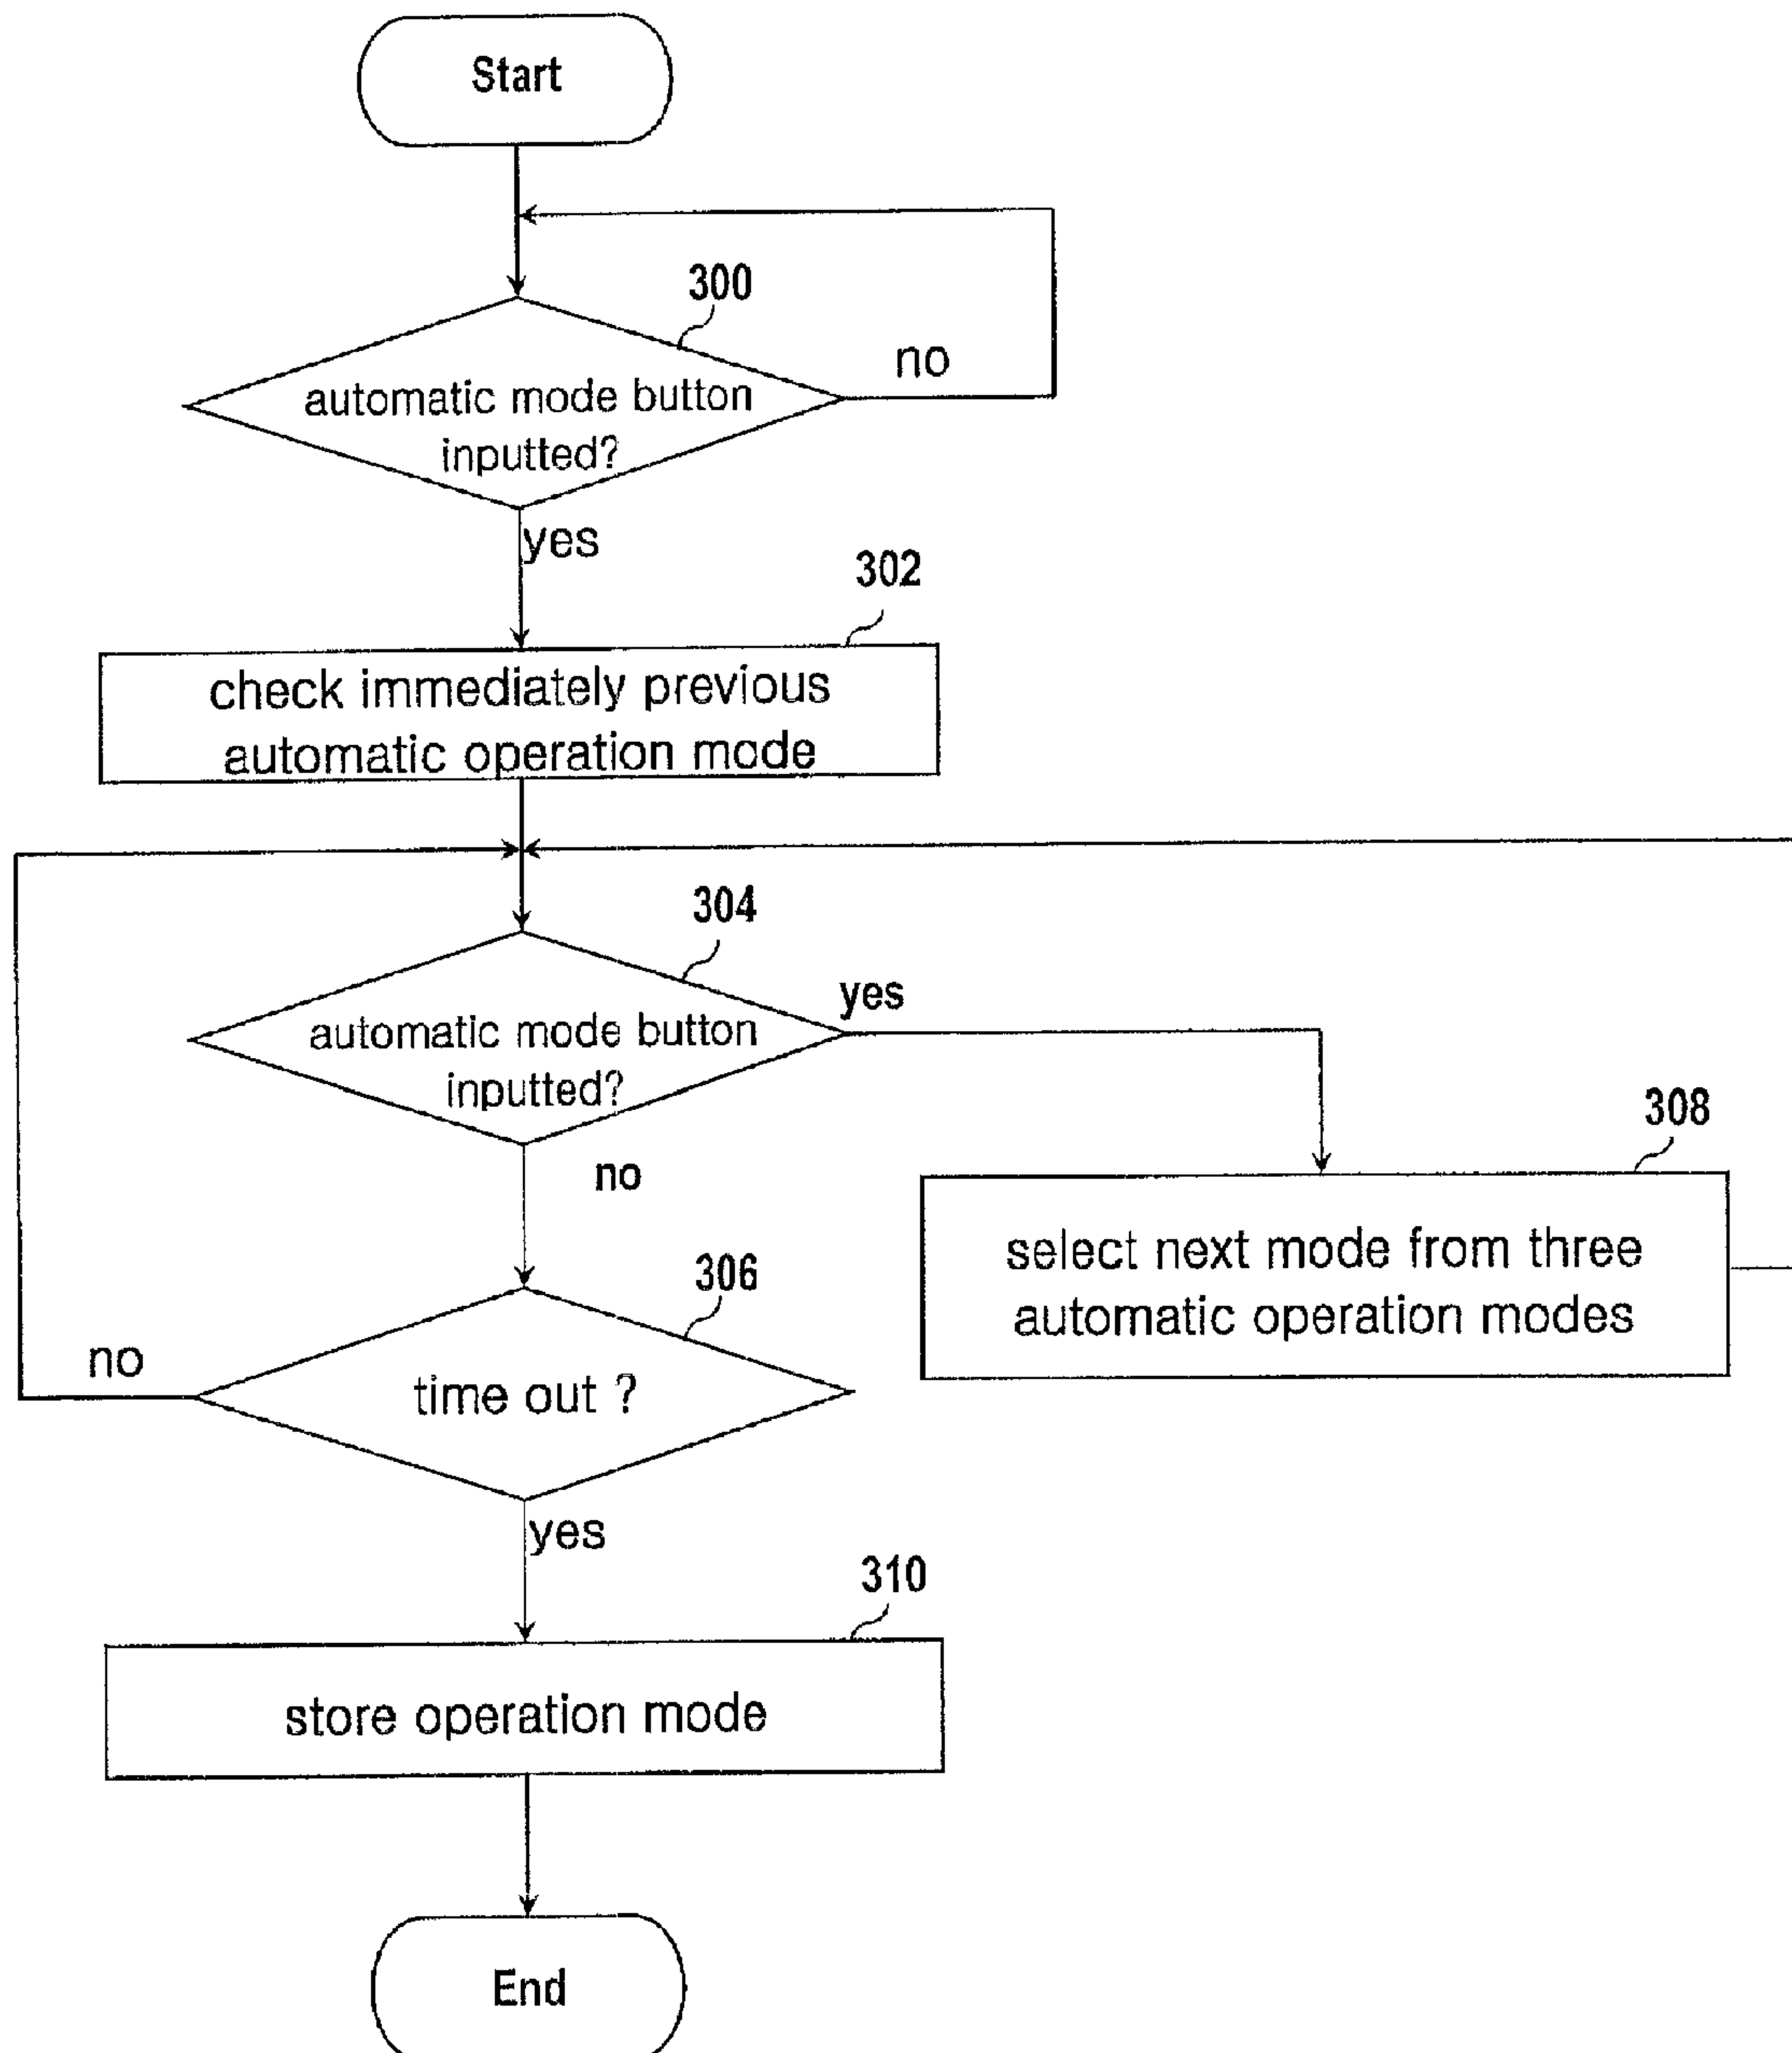 Start
300
no
automatic mode button
inputted?
yes
302
check immediately previous
automatic operation mode
304
yes
automatic mode button
inputted?
no
308
select next mode from three
automatic operation modes
306
no
time out ?
yes
310
store operation mode
End